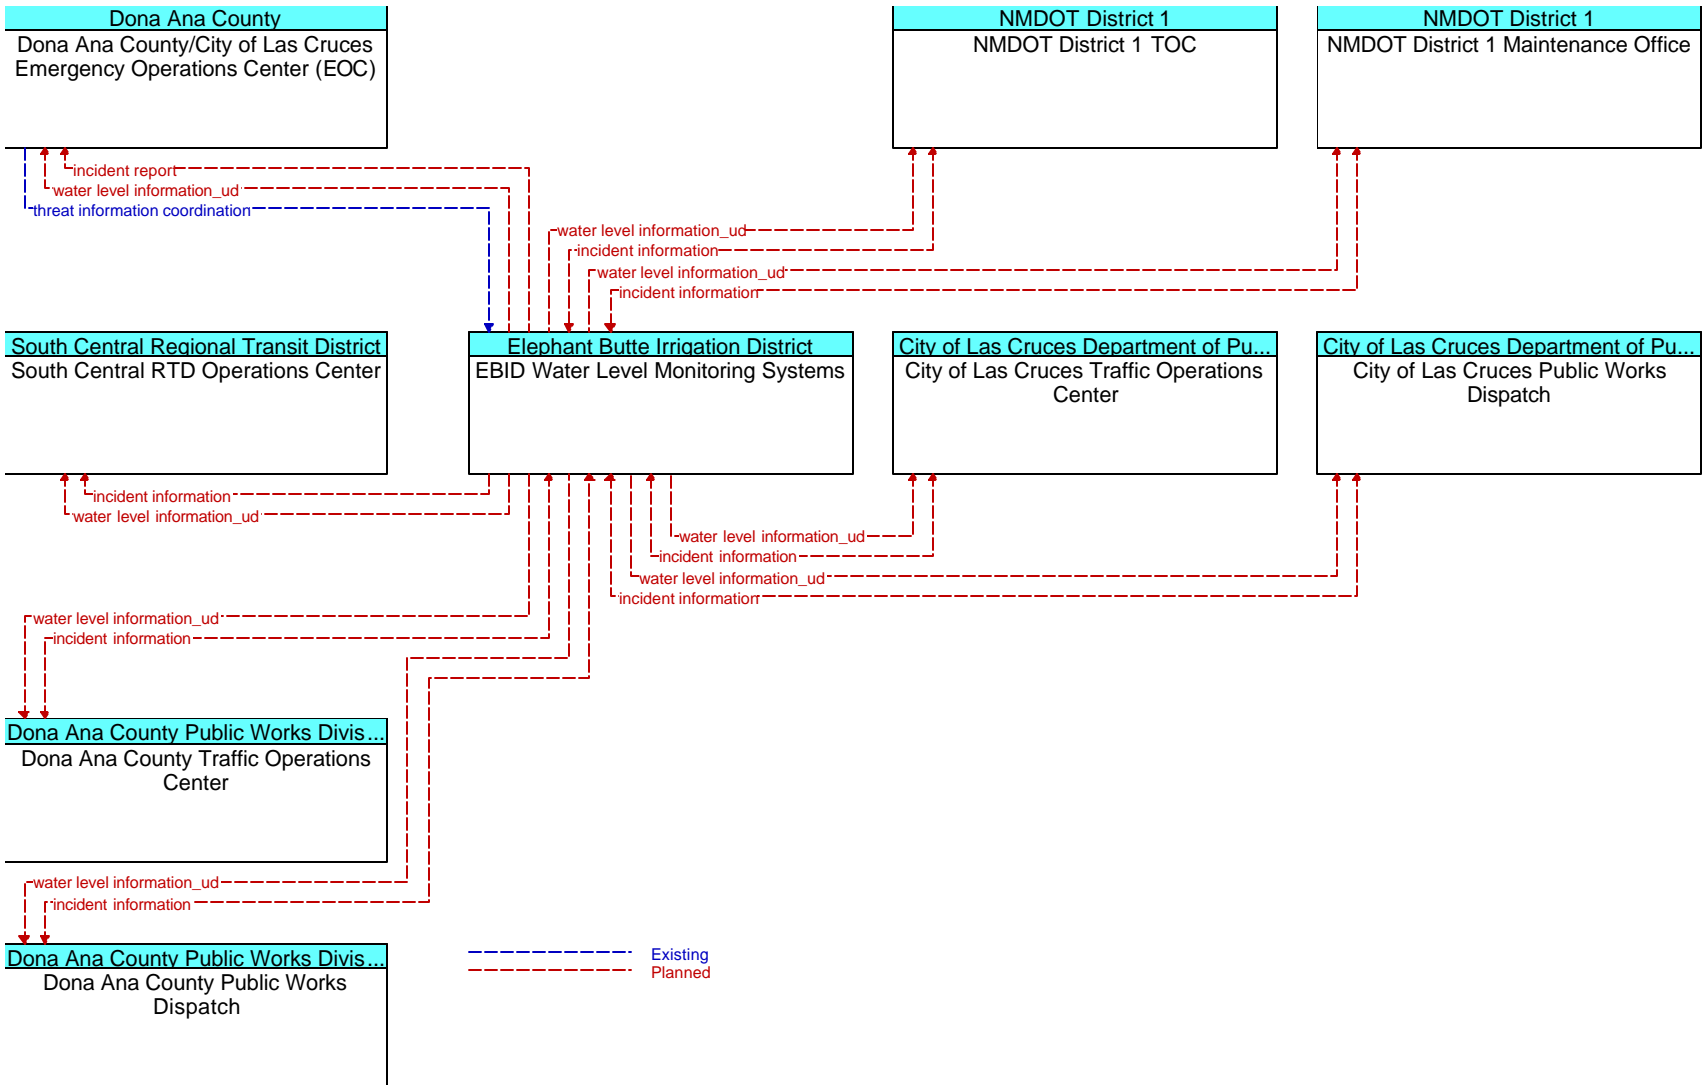 Dona Ana County
Dona Ana County/City of Las Cruces
Emergency Operations Center (EOC)
NMDOT District 1
NMDOT District 1 TOC
NMDOT District 1
NMDOT District 1 Maintenance Office
incident report
water level information_ud
threat information coordination
water level information_ud
incident information
water level information_ud
incident information
South Central Regional Transit District
South Central RTD Operations Center
Elephant Butte Irrigation District
EBID Water Level Monitoring Systems
City of Las Cruces Department of Pu...
City of Las Cruces Traffic Operations
Center
City of Las Cruces Department of Pu...
City of Las Cruces Public Works
Dispatch
incident information
water level information_ud
water level information_ud
incident information
water level information_ud
incident information
water level information_ud
incident information
Dona Ana County Public Works Divis...
Dona Ana County Traffic Operations
Center
water level information_ud
incident information
Dona Ana County Public Works Divis...
Dona Ana County Public Works
Dispatch
Existing
Planned